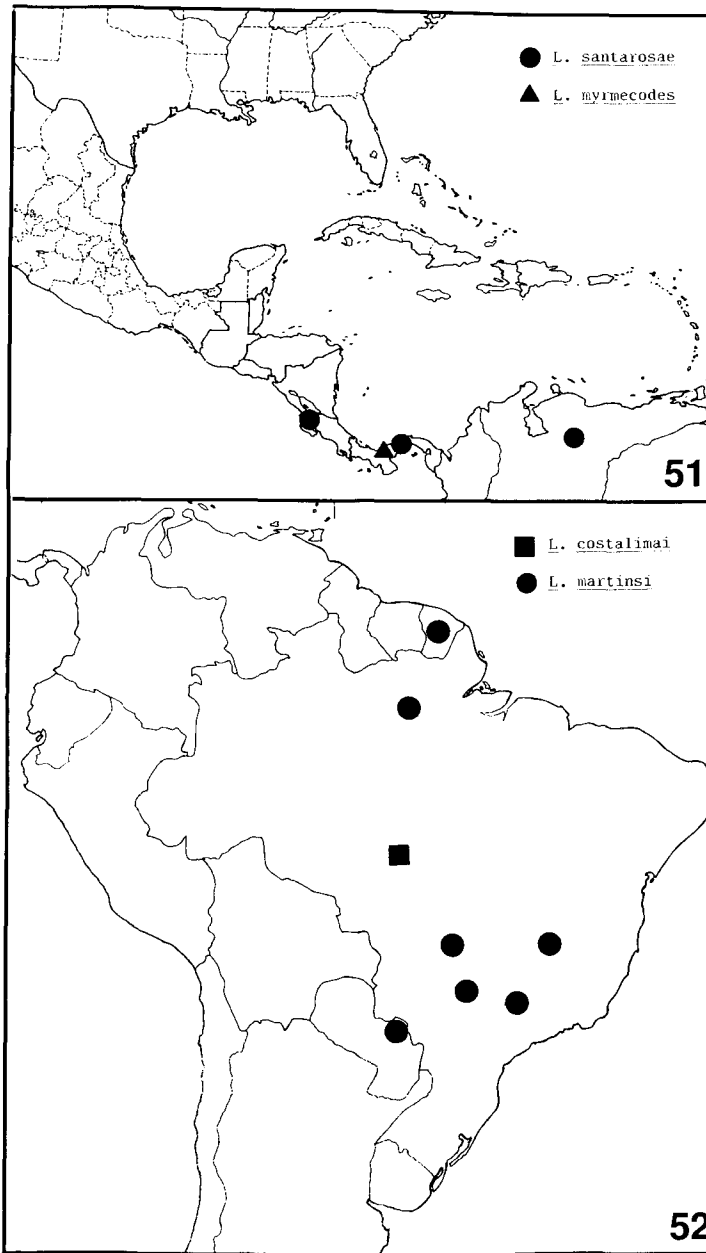 L. santarosae
L. myrmecodes
51
L. costalimai
L. martinsi
52